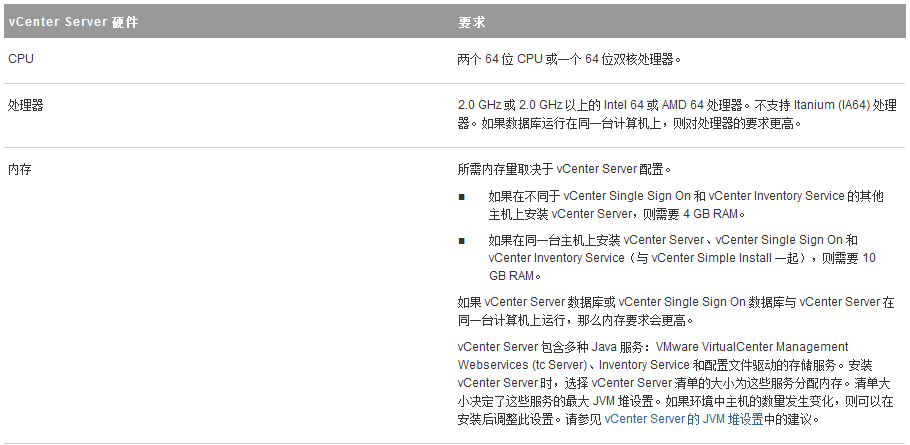 vCenter Server 硬件 要求
CPU 两个 64 位 CPU 或一个 64 位双核处理器。
处理器 2.0 GHz 或 2.0 GHz 以上的 Intel 64 或 AMD 64 处理器。不支持 Itanium (IA64) 处理
器。如果数据库运行在同一台计算机上，则对处理器的要求更高。
内存 所需内存量取决于 vCenter Server 配置。
■ 如果在不同于 vCenter Single Sign On 和 vCenter Inventory Service 的其他
主机上安装 vCenter Server，则需要 4 GB RAM。
■ 如果在同一台主机上安装 vCenter Server、vCenter Single Sign On 和
vCenter Inventory Service（与 vCenter Simple Install 一起），则需要 10
GB RAM。
如果 vCenter Server 数据库或 vCenter Single Sign On 数据库与 vCenter Server 在
同一台计算机上运行，那么内存要求会更高。
vCenter Server 包含多种 Java 服务：VMware VirtualCenter Management
Webservices (tc Server)、Inventory Service 和配置文件驱动的存储服务。安装
vCenter Server 时，选择 vCenter Server 清单的大小为这些服务分配内存。清单大
小决定了这些服务的最大 JVM 堆设置。如果环境中主机的数量发生变化，则可以在
安装后调整此设置。请参见 vCenter Server 的 JVM 堆设置中的建议。